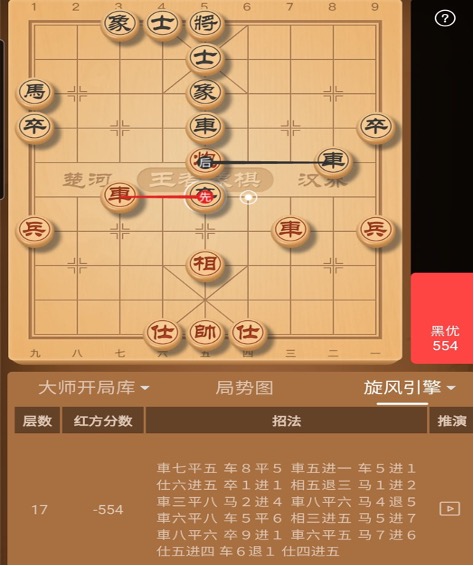 1 2 3 4 5 6 7 8 9
?
象 士 將
士
馬 象
卒 車 卒
炮 后 車
楚河 王者象棋 汉界
車 先
兵 車 兵
相
仕 帥 仕
黑优
554
九 八 七 六 五 四 三 二 一
大师开局库 局势图 旋风引擎
层数 红方分数 招法 推演
車七平五 车8平5 車五进一 车5进1
仕六进五 卒1进1 相五退三 马1进2
車三平八 马2进4 車八平六 马4退5
車六平八 车5平6 相三进五 马5进7
車八平六 卒9进1 車六平五 马7进6
仕五进四 车6退1 仕四进五
17 -554